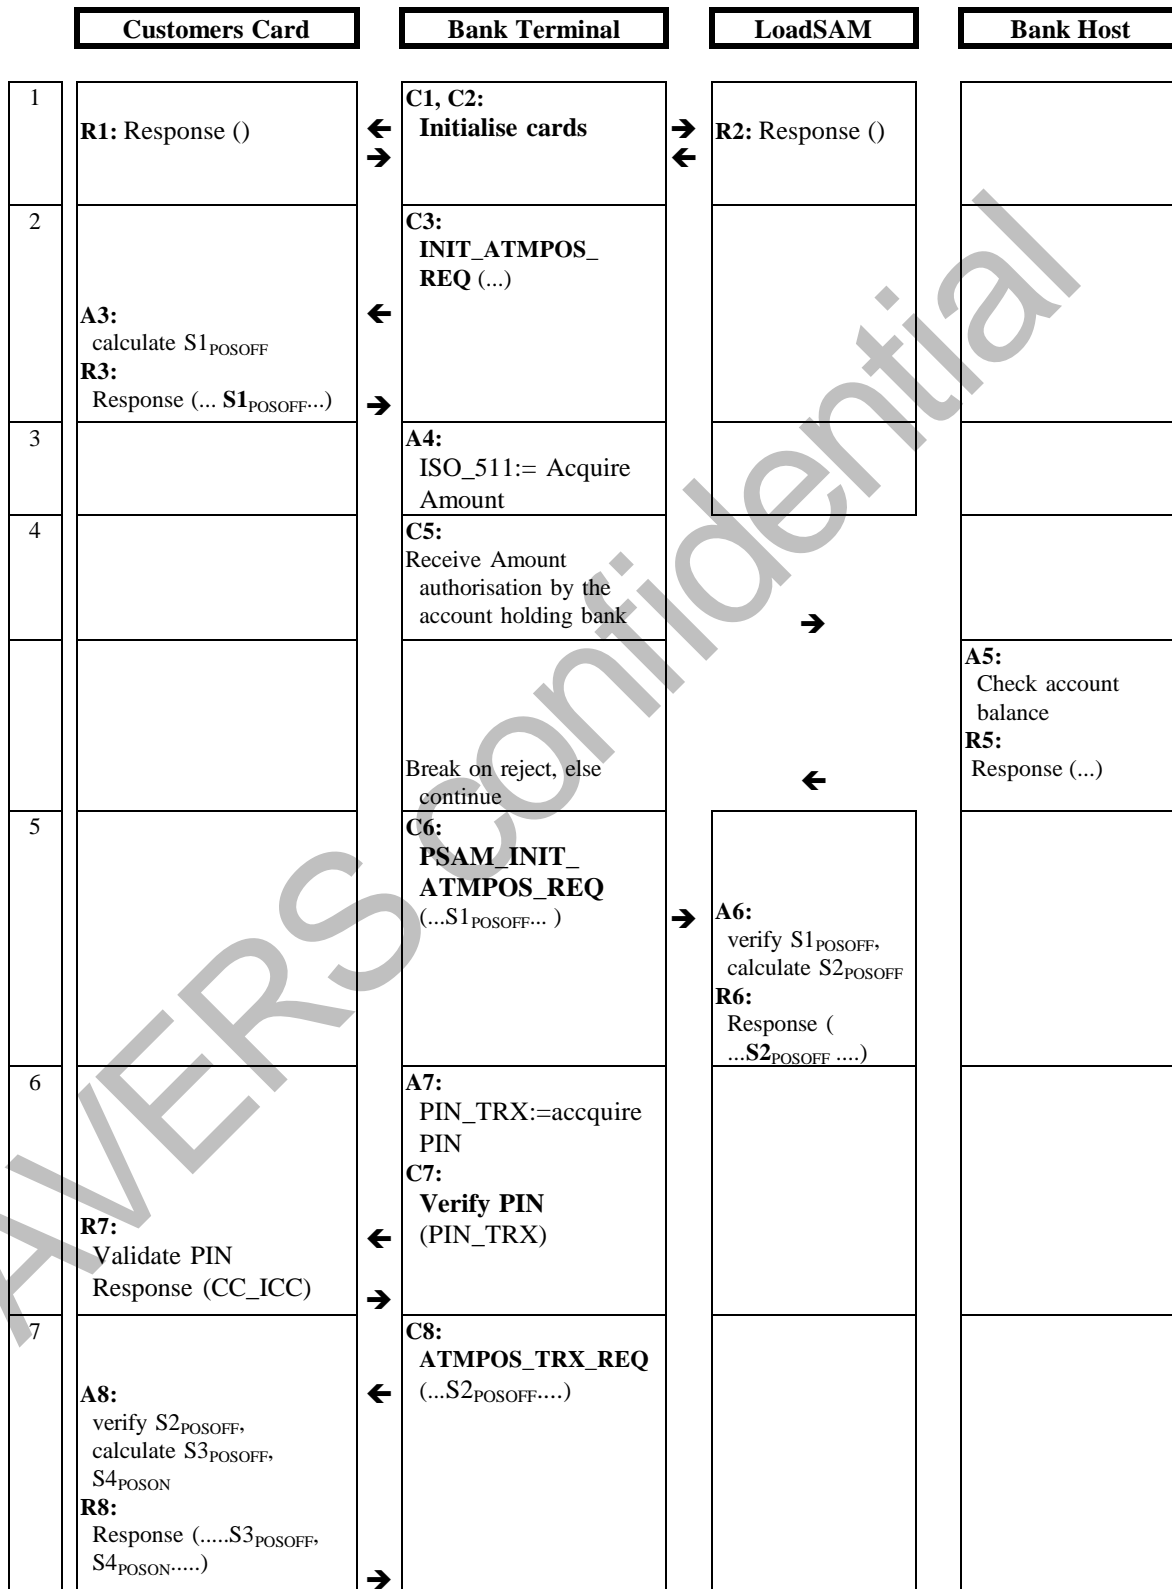 Customers Card
Bank Terminal
LoadSAM
Bank Host
1
R1: Response ()
🡸
🡺
C1, C2:
Initialise cards
🡺
🡸
R2: Response ()
2
C3:
INIT_ATMPOS_
REQ (...)
🡸
A3:
calculate S1POSOFF
R3:
Response (... S1POSOFF...)
🡺
3
A4:
ISO_511:= Acquire
Amount
4
C5:
Receive Amount
authorisation by the
account holding bank
🡺
A5:
Check account
balance
R5:
Response (...)
🡸
Break on reject, else
continue
5
C6:
PSAM_INIT_
ATMPOS_REQ
(...S1POSOFF... )
🡺
A6:
verify S1POSOFF,
calculate S2POSOFF
R6:
Response (
...S2POSOFF ....)
6
A7:
PIN_TRX:=accquire
PIN
C7:
Verify PIN
(PIN_TRX)
🡸
R7:
Validate PIN
Response (CC_ICC)
🡺
7
C8:
ATMPOS_TRX_REQ
(...S2POSOFF....)
🡸
A8:
verify S2POSOFF,
calculate S3POSOFF,
S4POSON
R8:
Response (.....S3POSOFF,
S4POSON.....)
🡺
AVERS confidential